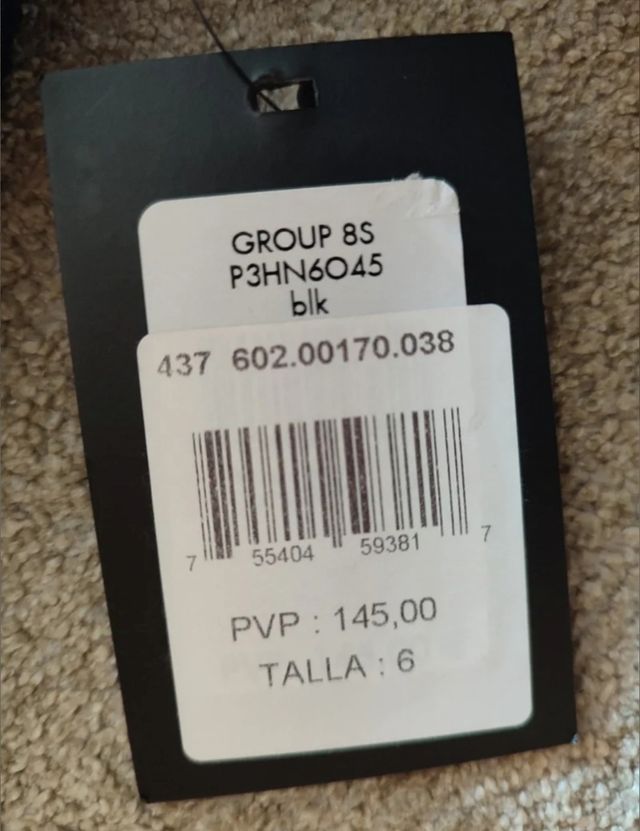 GROUP 8S
P3HN6O45
blk
437 602.00170.038
7 55404 59381 7
PVP : 145,00
TALLA : 6